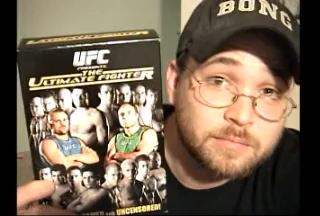 BONG
UFC
PRESENTS
THE
ULTIMATE FIGHTER
UNCENSORED!